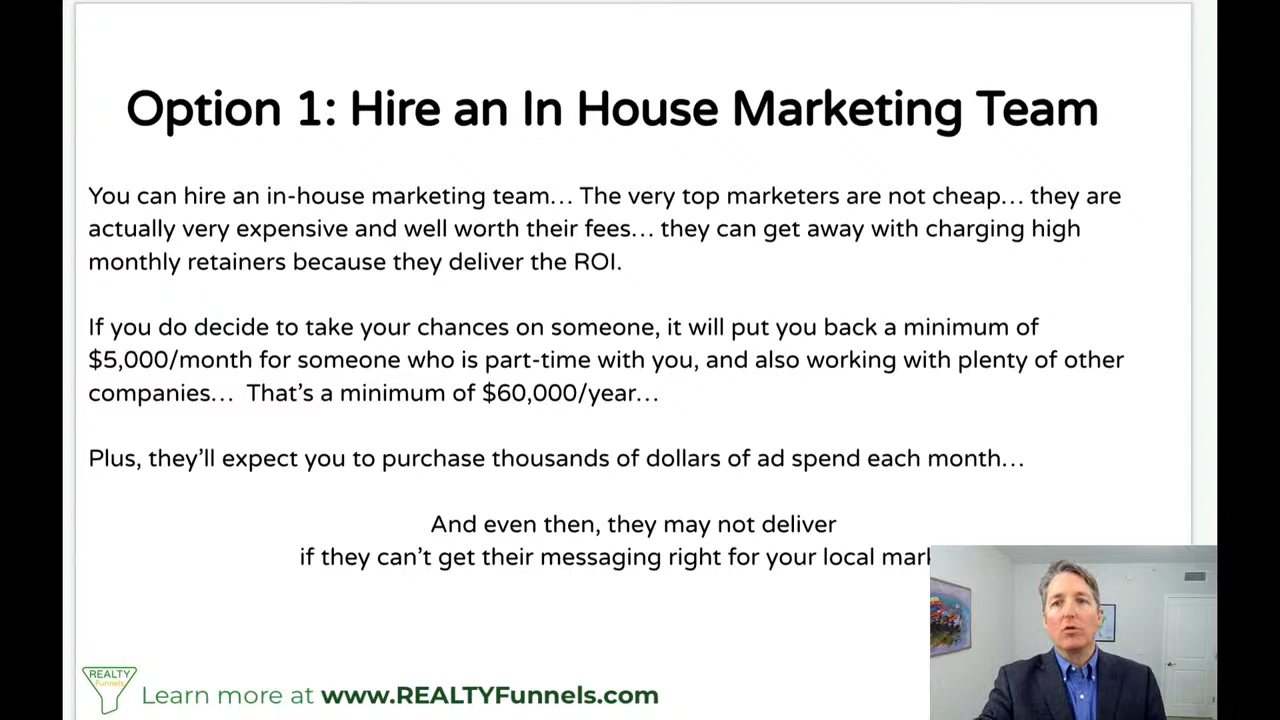 Option 1: Hire an In House Marketing Team
You can hire an in-house marketing team… The very top marketers are not cheap… they are
actually very expensive and well worth their fees… they can get away with charging high
monthly retainers because they deliver the ROI.
If you do decide to take your chances on someone, it will put you back a minimum of
$5,000/month for someone who is part-time with you, and also working with plenty of other
companies… That’s a minimum of $60,000/year…
Plus, they’ll expect you to purchase thousands of dollars of ad spend each month…
And even then, they may not deliver
if they can’t get their messaging right for your local
REALTY
Funnels
Learn more at www.REALTYFunnels.com